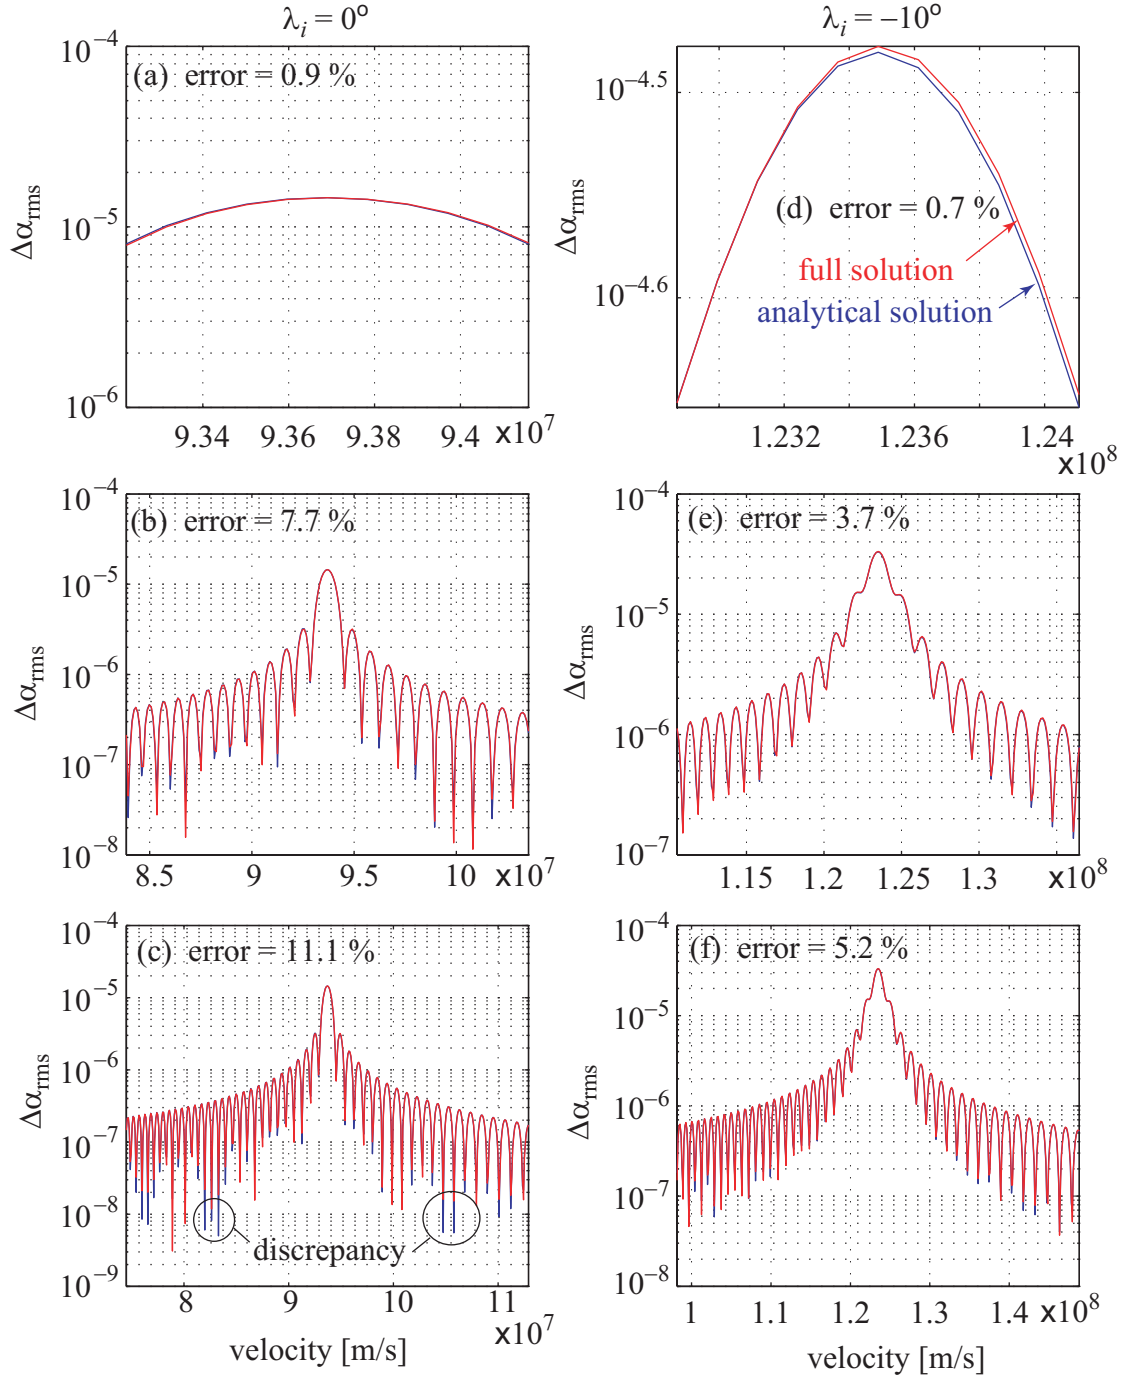 λi = 0°
λi = −10°
(a) error = 0.9 %
10−4
10−5
10−6
Δαrms
9.34 9.36 9.38 9.4 x107
(d) error = 0.7 %
full solution
analytical solution
10−4.5
10−4.6
Δαrms
1.232 1.236 1.24
x108
(b) error = 7.7 %
10−4
10−5
10−6
10−7
10−8
Δαrms
8.5 9 9.5 10 x107
(e) error = 3.7 %
10−4
10−5
10−6
10−7
Δαrms
1.15 1.2 1.25 1.3 x108
(c) error = 11.1 %
10−4
10−5
10−6
10−7
10−8
10−9
Δαrms
discrepancy
8 9 10 11
x107
velocity [m/s]
(f) error = 5.2 %
10−4
10−5
10−6
10−7
10−8
Δαrms
1 1.1 1.2 1.3 1.4 x108
velocity [m/s]